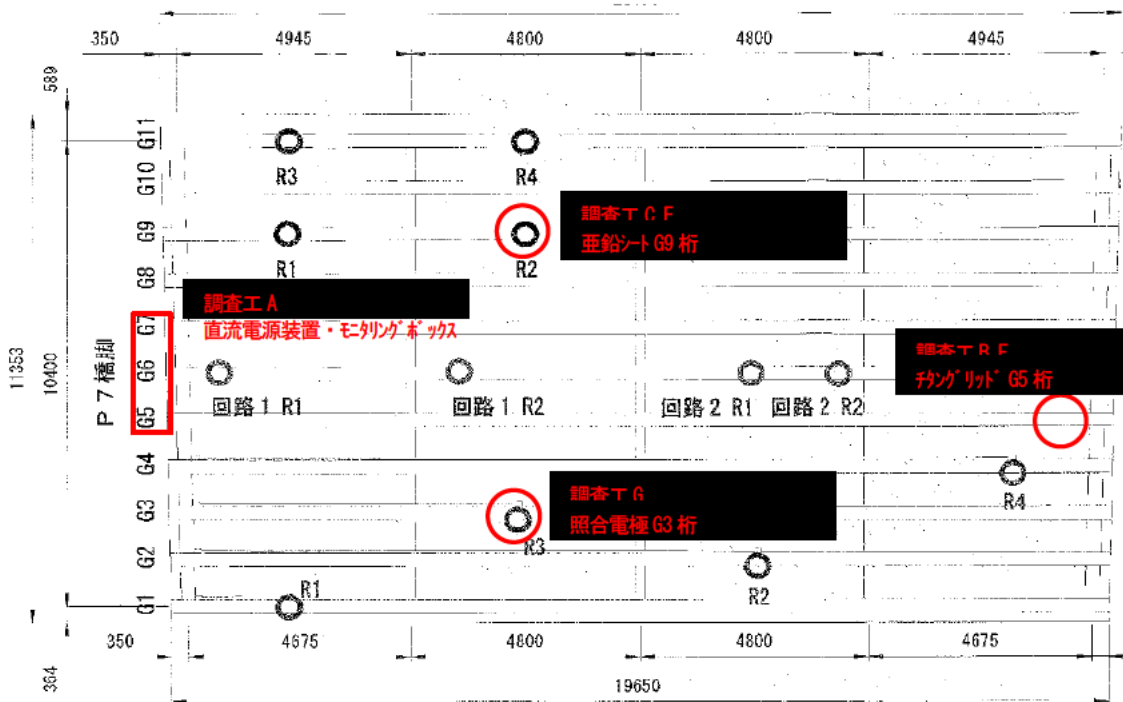 350 4945 4800 4800 4945
589
G11
R3 R4
G10
調査工 C,F
亜鉛シート G9 桁
G9
R1 R2
G8
調査工 A
直流電源装置・モニタリングボックス
G7
調査工 B,E
チタングリッド G5 桁
11353
10400
P7橋脚
G6
回路1 R1 回路1 R2 回路2 R1 回路2 R2
G5
G4
R4
調査工 G
照合電極 G3 桁
G3
R3
G2
R2
R1
G1
350 4675 4800 4800 4675
364
19650